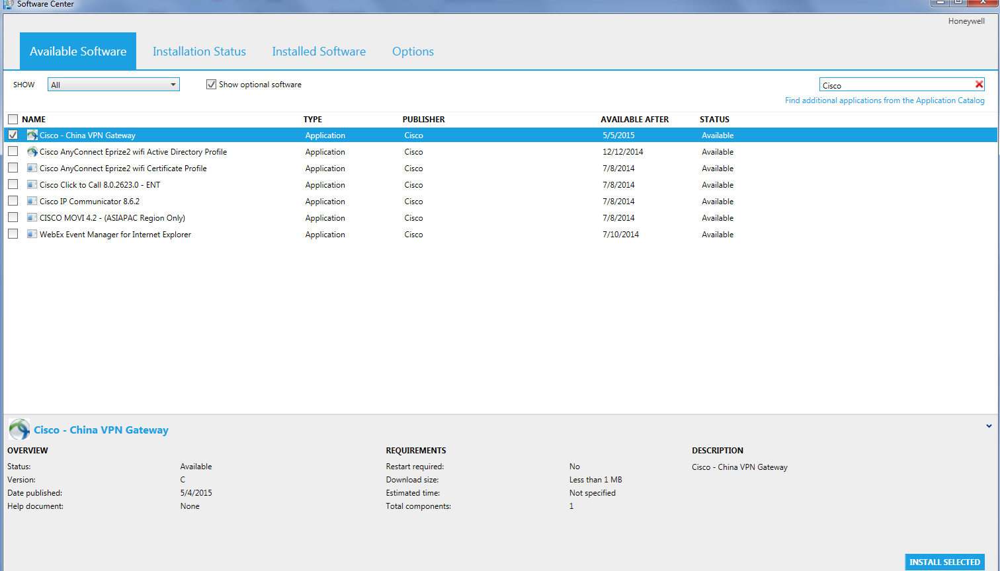 Software Center
Honeywell
Available Software Installation Status Installed Software Options
SHOW All Show optional software Cisco
Find additional applications from the Application Catalog
NAME TYPE PUBLISHER AVAILABLE AFTER STATUS
Cisco - China VPN Gateway Application Cisco 5/5/2015 Available
Cisco AnyConnect Eprize2 wifi Active Directory Profile Application Cisco 12/12/2014 Available
Cisco AnyConnect Eprize2 wifi Certificate Profile Application Cisco 7/8/2014 Available
Cisco Click to Call 8.0.2623.0 - ENT Application Cisco 7/8/2014 Available
Cisco IP Communicator 8.6.2 Application Cisco 7/8/2014 Available
CISCO MOVI 4.2 - (ASIAPAC Region Only) Application Cisco 7/8/2014 Available
WebEx Event Manager for Internet Explorer Application Cisco 7/10/2014 Available
Cisco - China VPN Gateway
OVERVIEW REQUIREMENTS DESCRIPTION
Status: Available Restart required: No Cisco - China VPN Gateway
Version: C Download size: Less than 1 MB
Date published: 5/4/2015 Estimated time: Not specified
Help document: None Total components: 1
INSTALL SELECTED